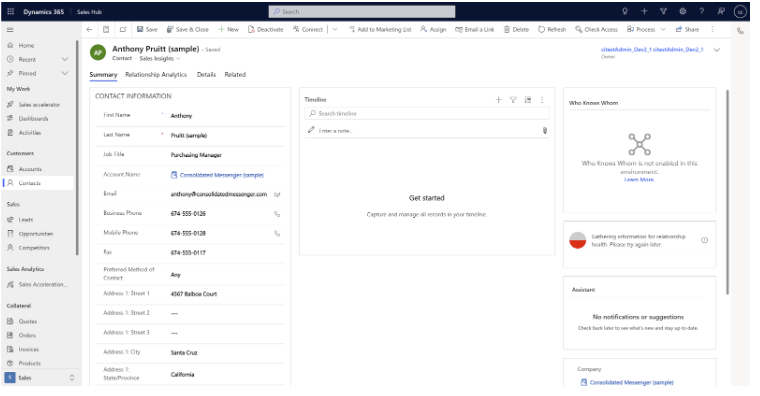 Dynamics 365 Sales Hub Search
Save Save & Close + New Deactivate Connect Add to Marketing List Assign Email a Link Delete Refresh Check Access Process Share
Home
Recent
Pinned
My Work
Sales accelerator
Dashboards
Activities
Customers
Accounts
Contacts
Sales
Leads
Opportunities
Competitors
Sales Analytics
Sales Acceleration...
Collateral
Quotes
Orders
Invoices
Products
S Sales
AP Anthony Pruitt (sample) - Saved
Contact · Sales Insights
Owner
Summary Relationship Analytics Details Related
CONTACT INFORMATION
First Name * Anthony
Last Name * Pruitt (sample)
Job Title Purchasing Manager
Account Name Consolidated Messenger (sample)
Email anthony@consolidatedmessenger.com
Business Phone 674-555-0126
Mobile Phone 674-555-0128
Fax 674-555-0117
Preferred Method of
Contact Any
Address 1: Street 1 4567 Balboa Court
Address 1: Street 2 ---
Address 1: Street 3 ---
Address 1: City Santa Cruz
Address 1:
State/Province California
Timeline
Search timeline
Enter a note...
Get started
Capture and manage all records in your timeline.
Who Knows Whom
Who Knows Whom is not enabled in this
environment.
Learn More
Gathering information for relationship
health. Please try again later.
Assistant
No notifications or suggestions
Check back later to see what's new and stay up to date.
Company
Consolidated Messenger (sample)